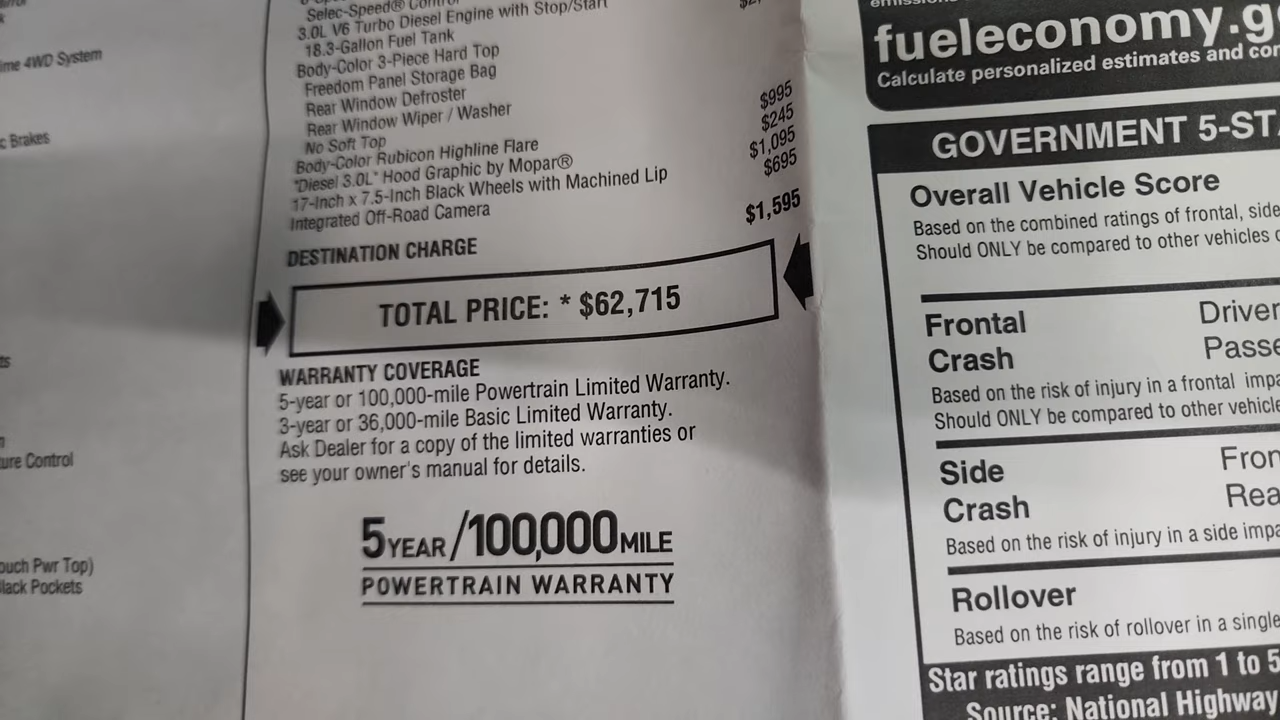 ime 4WD System
c Brakes
ts
ure Control
ouch Pwr Top)
lack Pockets
Selec-Speed® Control
3.0L V6 Turbo Diesel Engine with Stop/Start
18.3-Gallon Fuel Tank
Body-Color 3-Piece Hard Top
Freedom Panel Storage Bag
Rear Window Defroster
Rear Window Wiper / Washer
No Soft Top
Body-Color Rubicon Highline Flare $995
"Diesel 3.0L" Hood Graphic by Mopar® $245
17-Inch x 7.5-Inch Black Wheels with Machined Lip $1,095
Integrated Off-Road Camera $695
DESTINATION CHARGE $1,595
TOTAL PRICE: * $62,715
WARRANTY COVERAGE
5-year or 100,000-mile Powertrain Limited Warranty.
3-year or 36,000-mile Basic Limited Warranty.
Ask Dealer for a copy of the limited warranties or
see your owner's manual for details.
5YEAR/100,000MILE
POWERTRAIN WARRANTY
fueleconomy.g
Calculate personalized estimates and co
GOVERNMENT 5-ST
Overall Vehicle Score
Based on the combined ratings of frontal, side
Should ONLY be compared to other vehicles
Frontal Driver
Crash Passe
Based on the risk of injury in a frontal impa
Should ONLY be compared to other vehicle
Side Fron
Crash Rea
Based on the risk of injury in a side impa
Rollover
Based on the risk of rollover in a single
Star ratings range from 1 to 5
Source: National Highway